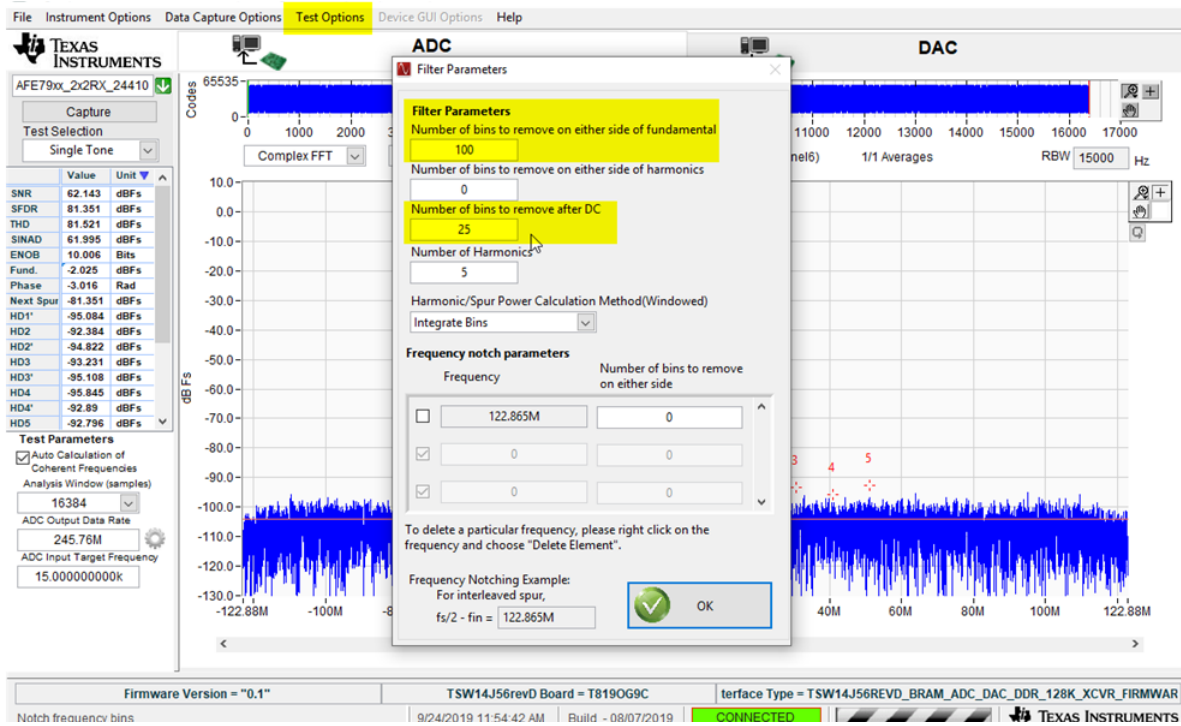 File Instrument Options Data Capture Options Test Options Device GUI Options Help
TEXAS INSTRUMENTS
ADC
DAC
AFE79xx_2x2RX_24410
Capture
Test Selection
Single Tone
Value Unit
SNR 62.143 dBFs
SFDR 81.351 dBFs
THD 81.521 dBFs
SINAD 61.995 dBFs
ENOB 10.006 Bits
Fund. -2.025 dBFs
Phase -3.016 Rad
Next Spur -81.351 dBFs
HD1' -95.084 dBFs
HD2 -92.384 dBFs
HD2' -94.822 dBFs
HD3 -93.231 dBFs
HD3' -95.108 dBFs
HD4 -95.845 dBFs
HD4' -92.89 dBFs
HD5 -92.796 dBFs
Test Parameters
Auto Calculation of
Coherent Frequencies
Analysis Window (samples)
16384
ADC Output Data Rate
245.76M
ADC Input Target Frequency
15.000000000k
Codes
65535
0
0 1000 2000 11000 12000 13000 14000 15000 16000 17000
Complex FFT
nel6) 1/1 Averages RBW 15000 Hz
dBFs
10.0
0.0
-10.0
-20.0
-30.0
-40.0
-50.0
-60.0
-70.0
-80.0
-90.0
-100.0
-110.0
-120.0
-130.0
-122.88M -100M 40M 60M 80M 100M 122.88M
3 4 5
Filter Parameters
Filter Parameters
Number of bins to remove on either side of fundamental
100
Number of bins to remove on either side of harmonics
0
Number of bins to remove after DC
25
Number of Harmonics
5
Harmonic/Spur Power Calculation Method(Windowed)
Integrate Bins
Frequency notch parameters
Frequency
Number of bins to remove
on either side
122.865M 0
0 0
0 0
To delete a particular frequency, please right click on the
frequency and choose "Delete Element".
Frequency Notching Example:
For interleaved spur,
fs/2 - fin = 122.865M
OK
Firmware Version = "0.1" TSW14J56revD Board = T819OG9C terface Type = TSW14J56REVD_BRAM_ADC_DAC_DDR_128K_XCVR_FIRMWAR
Notch frequency bins 9/24/2019 11:54:42 AM Build - 08/07/2019 CONNECTED TEXAS INSTRUMENTS